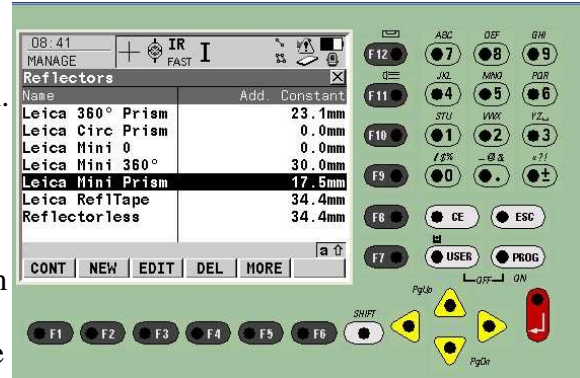 08:41
MANAGE
IR
FAST
I
Reflectors
Name Add. Constant
Leica 360° Prism 23.1mm
Leica Circ Prism 0.0mm
Leica Mini 0 0.0mm
Leica Mini 360° 30.0mm
Leica Mini Prism 17.5mm
Leica ReflTape 34.4mm
Reflectorless 34.4mm
a
CONT NEW EDIT DEL MORE
F12 ABC 7 DEF 8 GHI 9
F11 JKL 4 MNO 5 PQR 6
F10 STU 1 VWX 2 YZ 3
F9 /$% 0 _@& . *?! ±
F8 CE ESC
F7 USER PROG
OFF ON
F1 F2 F3 F4 F5 F6 SHIFT
PgUp
PgDn
n
e